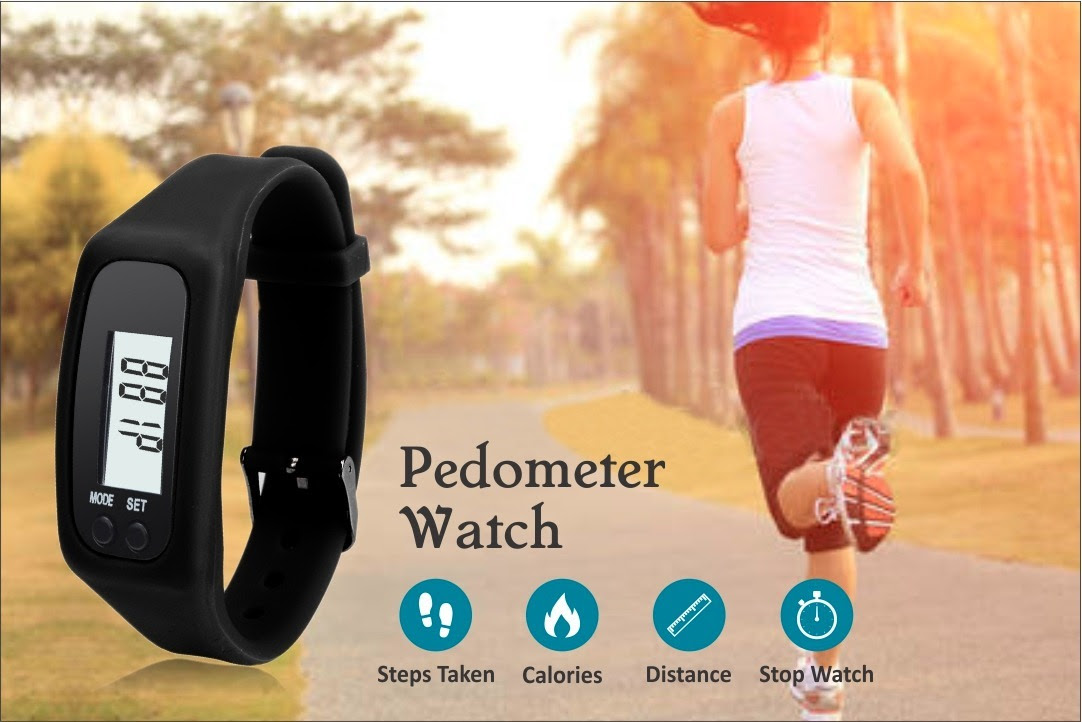 MODE SET
Pedometer
Watch
Steps Taken
Calories
Distance
Stop Watch